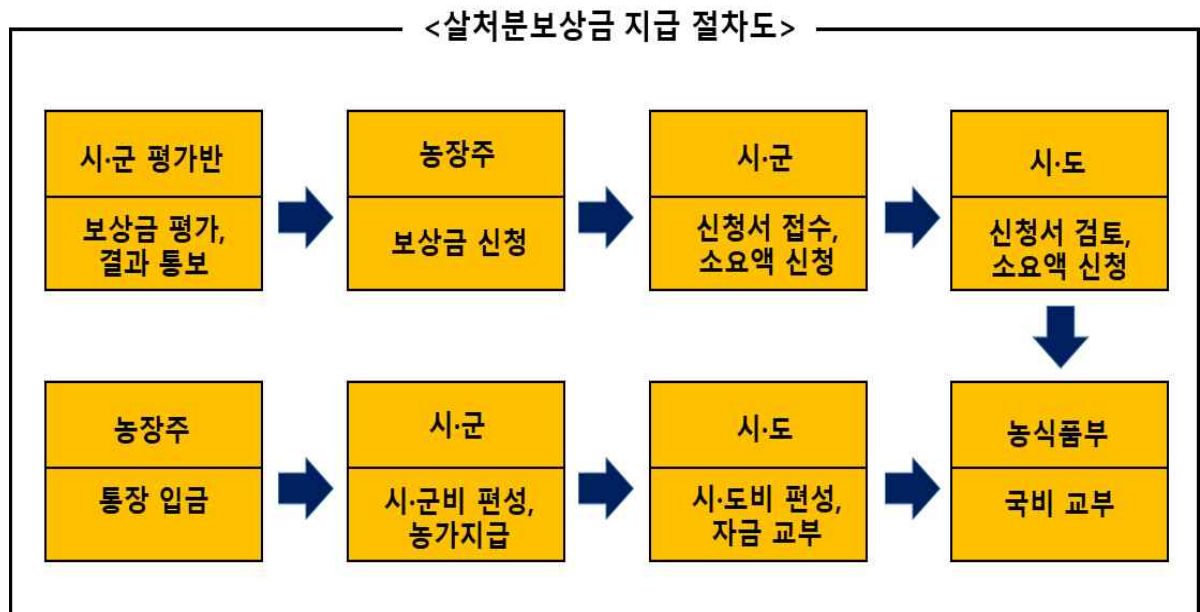 <살처분보상금 지급 절차도>
시·군 평가반
보상금 평가,
결과 통보
농장주
보상금 신청
시·군
신청서 접수,
소요액 신청
시·도
신청서 검토,
소요액 신청
농장주
통장 입금
시·군
시·군비 편성,
농가지급
시·도
시·도비 편성,
자금 교부
농식품부
국비 교부